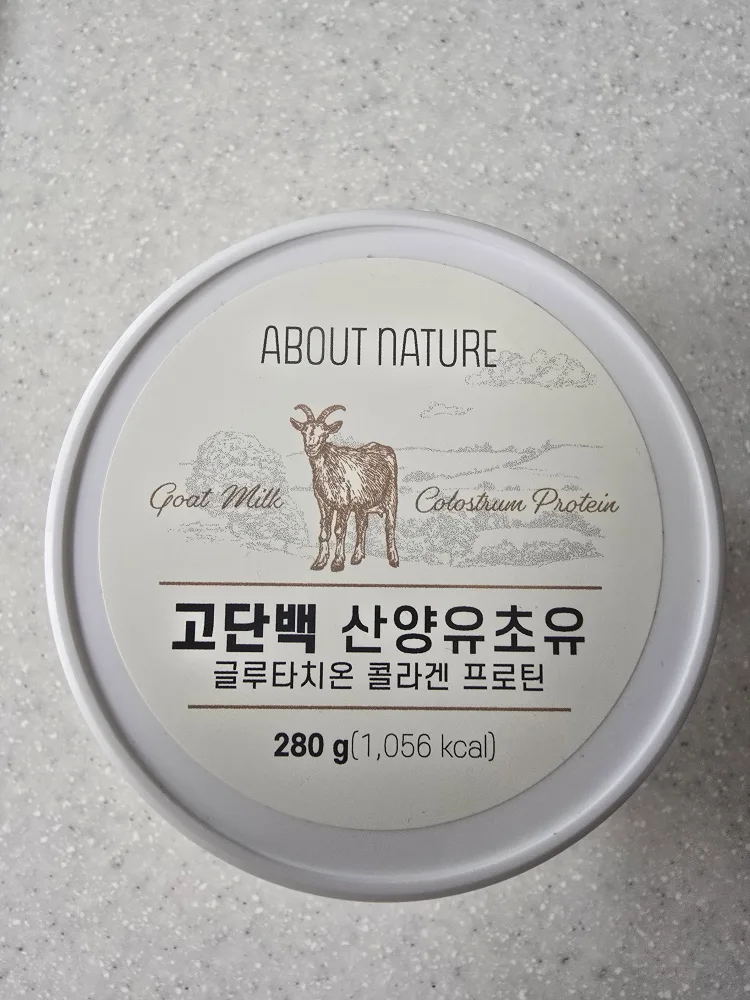 ABOUT NATURE
Goat Milk Colostrum Protein
고단백 산양유초유
글루타치온 콜라겐 프로틴
280 g(1,056 kcal)